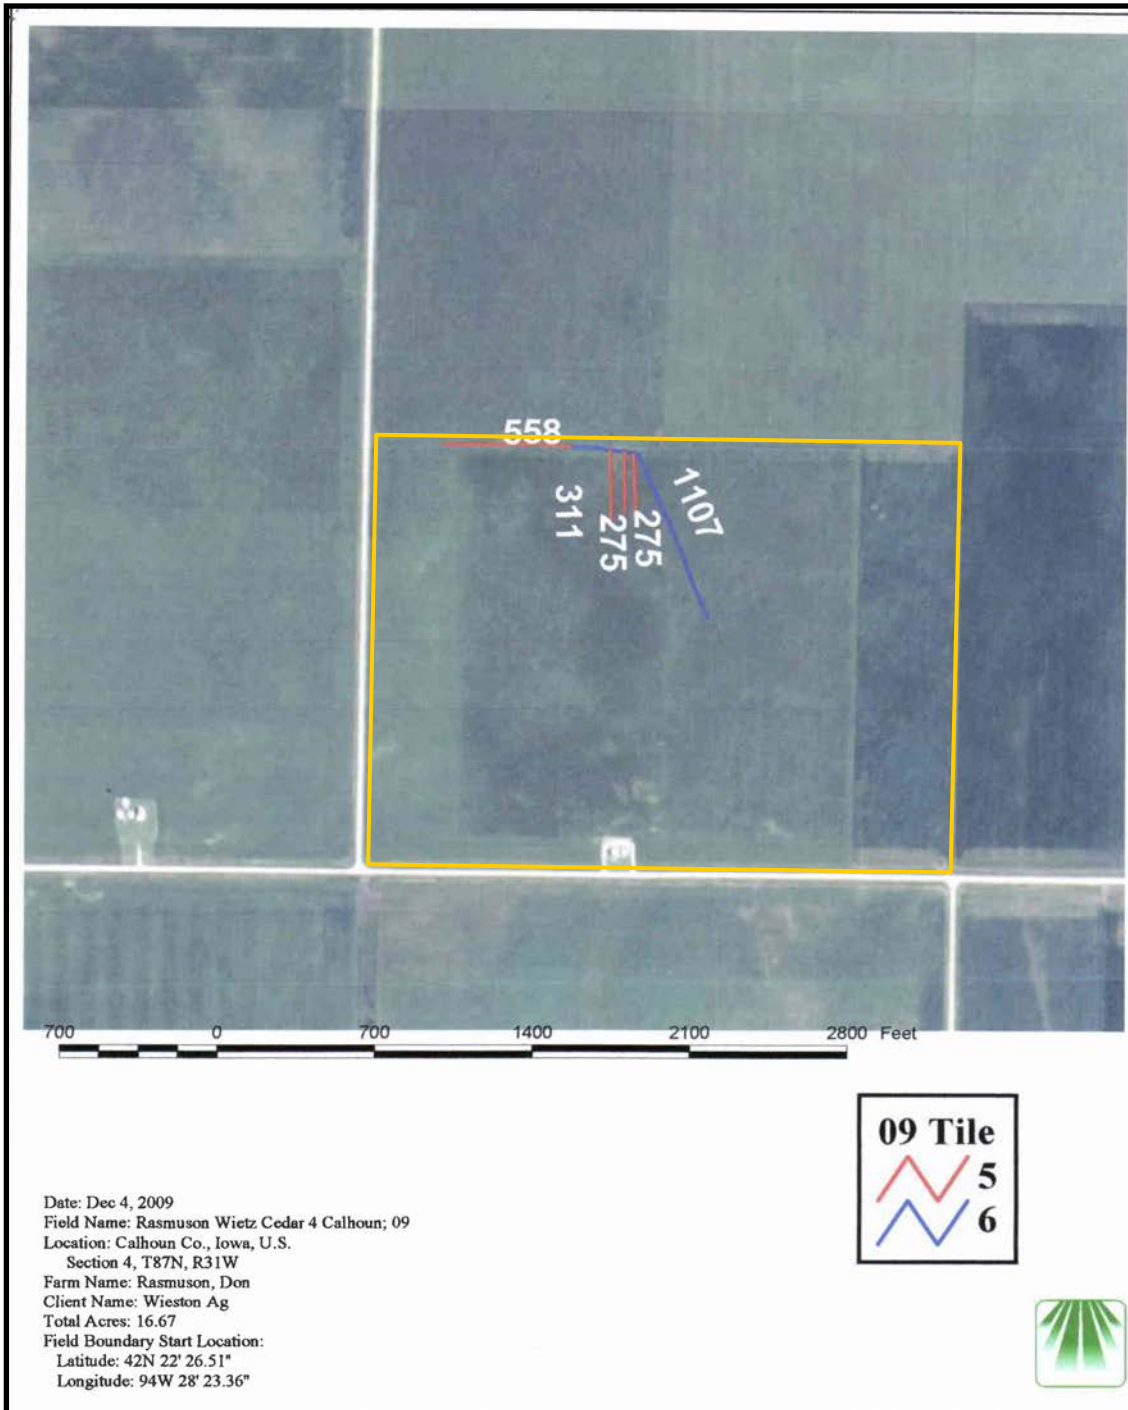 558
1107
311
275
275
700 0 700 1400 2100 2800 Feet
09 Tile
5
6
Date: Dec 4, 2009
Field Name: Rasmuson Wietz Cedar 4 Calhoun; 09
Location: Calhoun Co., Iowa, U.S.
Section 4, T87N, R31W
Farm Name: Rasmuson, Don
Client Name: Wieston Ag
Total Acres: 16.67
Field Boundary Start Location:
Latitude: 42N 22' 26.51"
Longitude: 94W 28' 23.36"